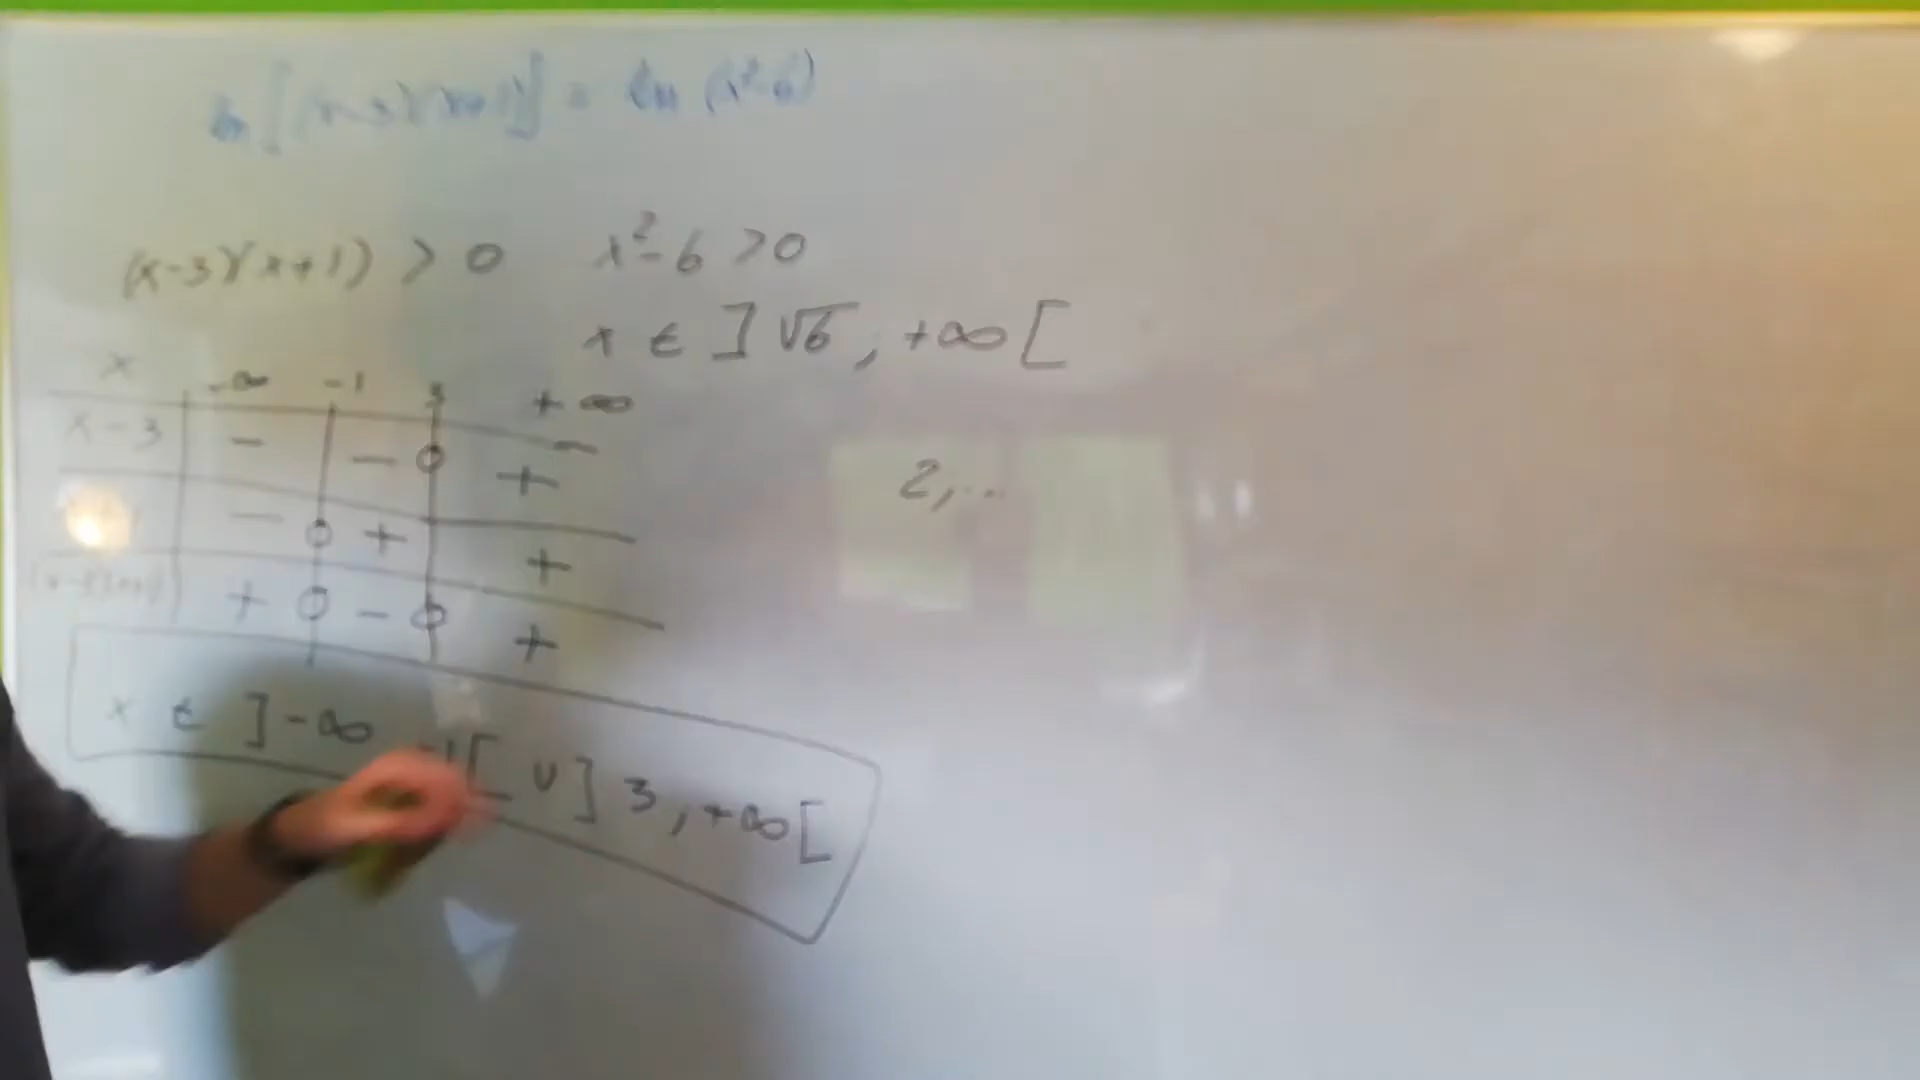 ln [(x-3)(x+1)] = ln (x²-6)
(x-3)(x+1) > 0 x²-6 >0
x ∈ ]√6, +∞[
x -∞ -1 3 +∞
x-3 - - 0 +
- 0 + +
(x-3)(x+1) + 0 - 0 +
2,...
x ∈ ]-∞ -1[ ∪ ]3, +∞[